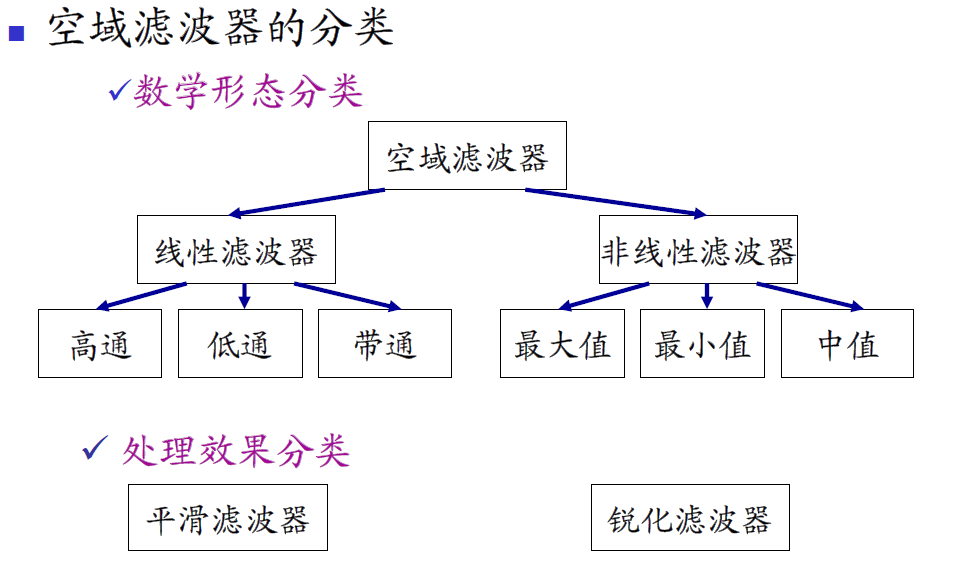 空域滤波器的分类
数学形态分类
空域滤波器
线性滤波器
非线性滤波器
高通
低通
带通
最大值
最小值
中值
处理效果分类
平滑滤波器
锐化滤波器